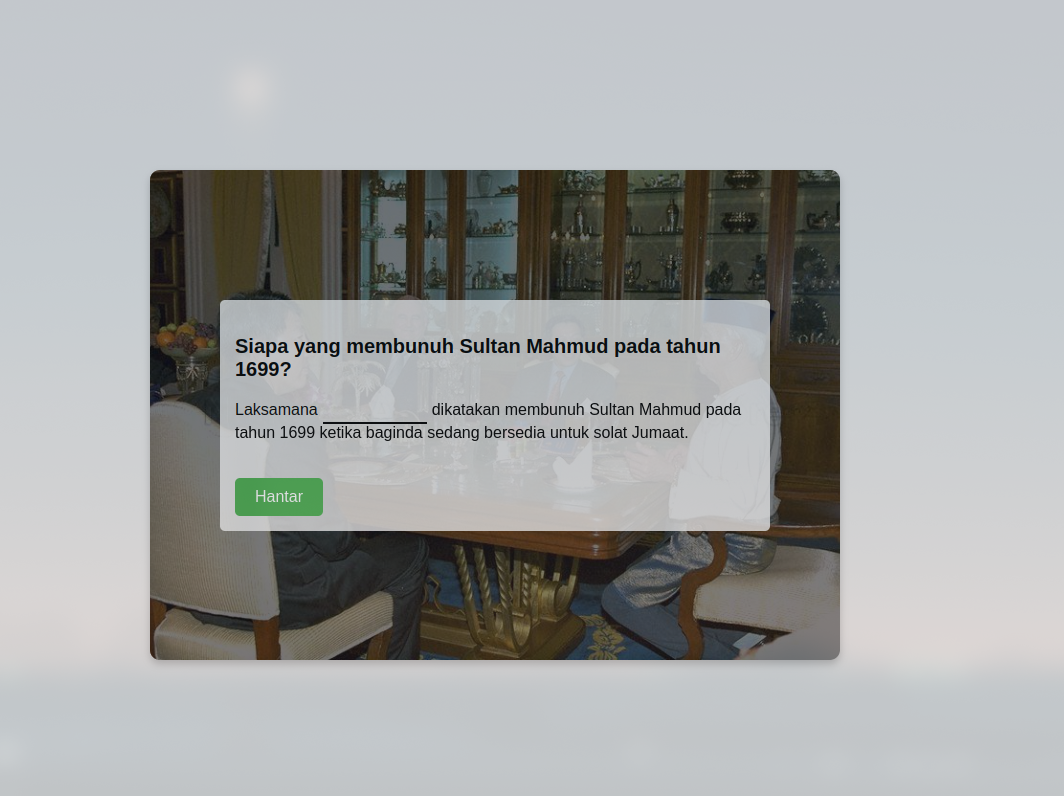 Siapa yang membunuh Sultan Mahmud pada tahun
1699?
Laksamana ____________ dikatakan membunuh Sultan Mahmud pada
tahun 1699 ketika baginda sedang bersedia untuk solat Jumaat.
Hantar